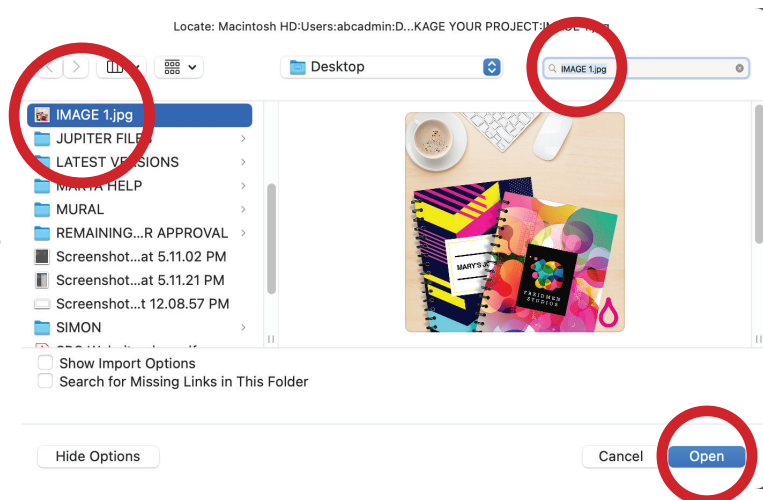 Locate: Macintosh HD:Users:abcadmin:D...KAGE YOUR PROJECT:IMAGE 1.jpg
Desktop
IMAGE 1.jpg
IMAGE 1.jpg
JUPITER FILES
LATEST VERSIONS
MARTA HELP
MURAL
REMAINING...R APPROVAL
Screenshot...at 5.11.02 PM
Screenshot...at 5.11.21 PM
Screenshot...t 12.08.57 PM
SIMON
MARY'S
FREIDMEN
STUDIOS
Show Import Options
Search for Missing Links in This Folder
Hide Options
Cancel
Open